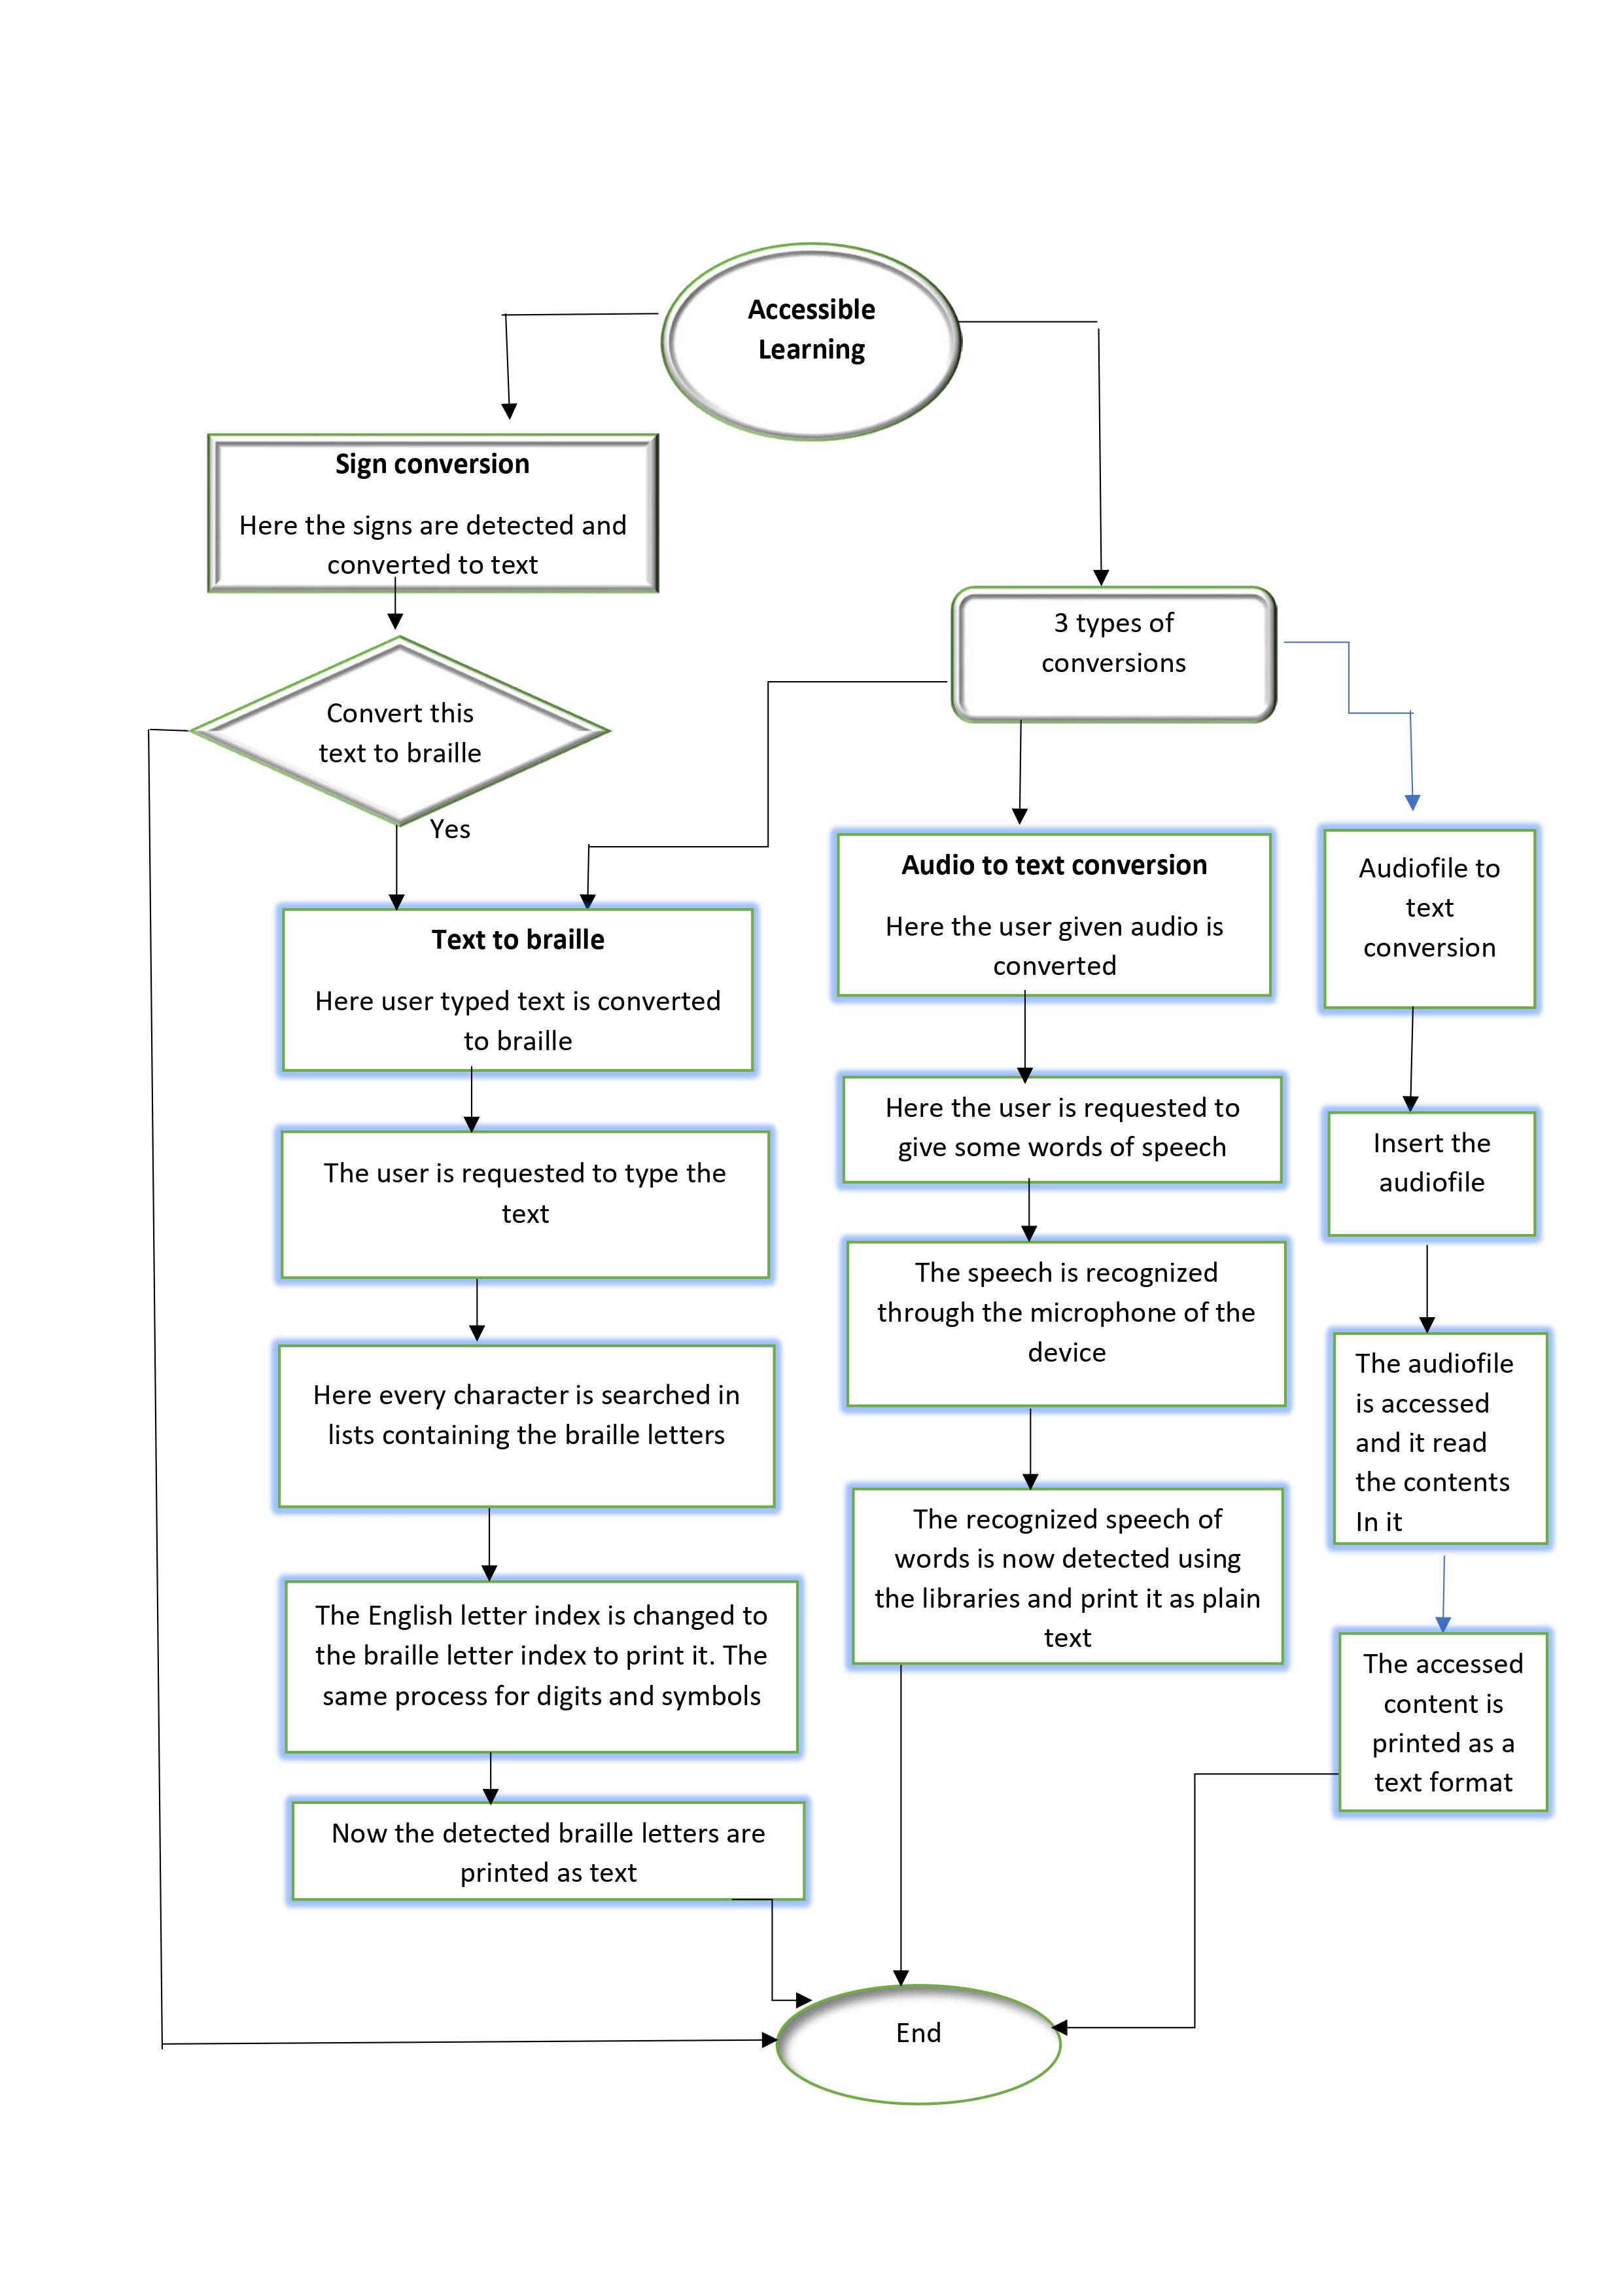 Accessible
Learning
Sign conversion
Here the signs are detected and
converted to text
3 types of
conversions
Convert this
text to braille
Yes
Text to braille
Here user typed text is converted
to braille
The user is requested to type the
text
Here every character is searched in
lists containing the braille letters
The English letter index is changed to
the braille letter index to print it. The
same process for digits and symbols
Now the detected braille letters are
printed as text
Audio to text conversion
Here the user given audio is
converted
Here the user is requested to
give some words of speech
The speech is recognized
through the microphone of the
device
The recognized speech of
words is now detected using
the libraries and print it as plain
text
Audiofile to
text
conversion
Insert the
audiofile
The audiofile
is accessed
and it read
the contents
In it
The accessed
content is
printed as a
text format
End